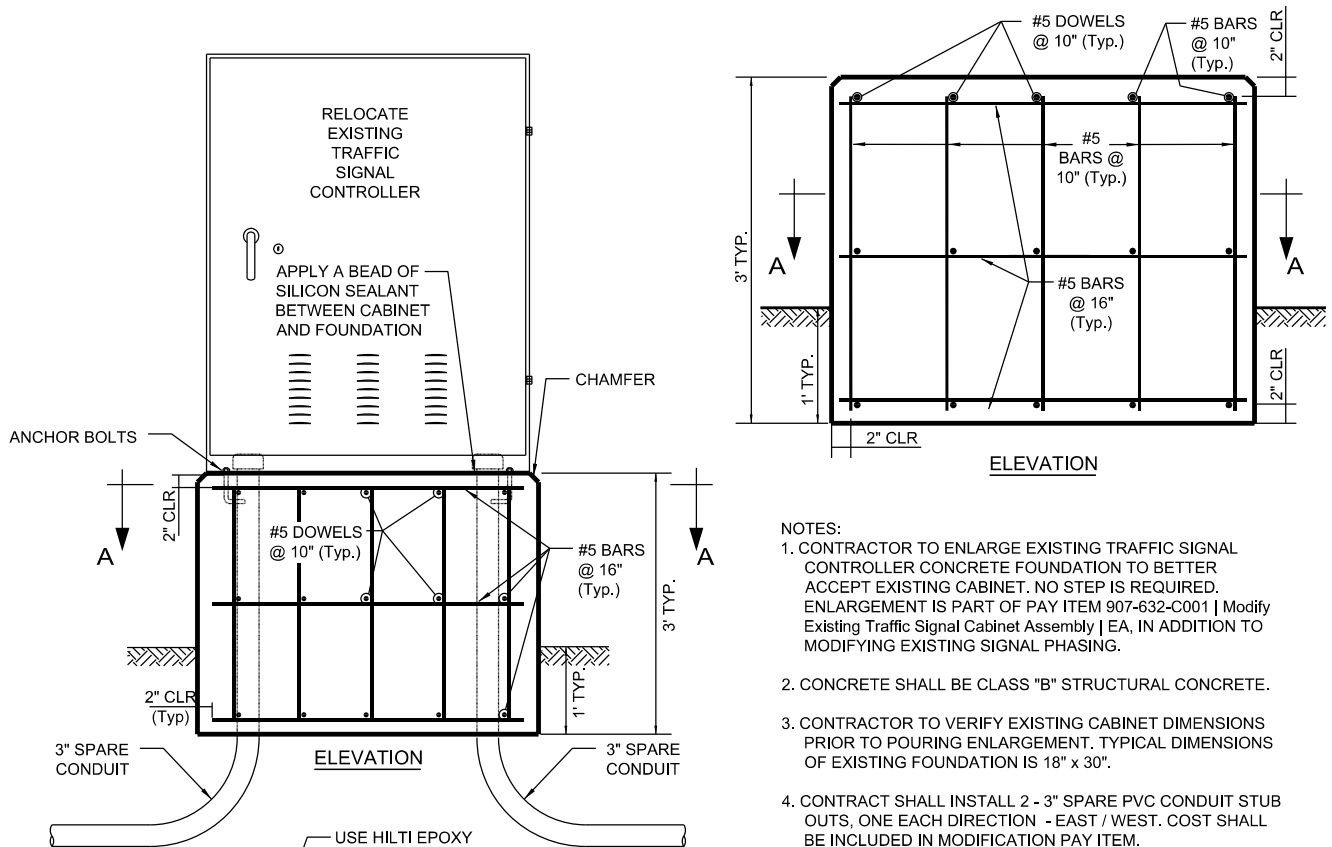 RELOCATE
EXISTING
TRAFFIC
SIGNAL
CONTROLLER
APPLY A BEAD OF
SILICON SEALANT
BETWEEN CABINET
AND FOUNDATION
CHAMFER
ANCHOR BOLTS
2" CLR
A
A
#5 DOWELS
@ 10" (Typ.)
#5 BARS
@ 16"
(Typ.)
3' TYP.
1' TYP.
2" CLR
(Typ)
3" SPARE
CONDUIT
ELEVATION
3" SPARE
CONDUIT
USE HILTI EPOXY
#5 DOWELS
@ 10" (Typ.)
#5 BARS
@ 10"
(Typ.)
2" CLR
#5
BARS @
10" (Typ.)
3' TYP.
A
A
#5 BARS
@ 16"
(Typ.)
1' TYP.
2" CLR
2" CLR
ELEVATION
NOTES:
1. CONTRACTOR TO ENLARGE EXISTING TRAFFIC SIGNAL
CONTROLLER CONCRETE FOUNDATION TO BETTER
ACCEPT EXISTING CABINET. NO STEP IS REQUIRED.
ENLARGEMENT IS PART OF PAY ITEM 907-632-C001 | Modify
Existing Traffic Signal Cabinet Assembly | EA, IN ADDITION TO
MODIFYING EXISTING SIGNAL PHASING.
2. CONCRETE SHALL BE CLASS "B" STRUCTURAL CONCRETE.
3. CONTRACTOR TO VERIFY EXISTING CABINET DIMENSIONS
PRIOR TO POURING ENLARGEMENT. TYPICAL DIMENSIONS
OF EXISTING FOUNDATION IS 18" x 30".
4. CONTRACT SHALL INSTALL 2 - 3" SPARE PVC CONDUIT STUB
OUTS, ONE EACH DIRECTION - EAST / WEST. COST SHALL
BE INCLUDED IN MODIFICATION PAY ITEM.